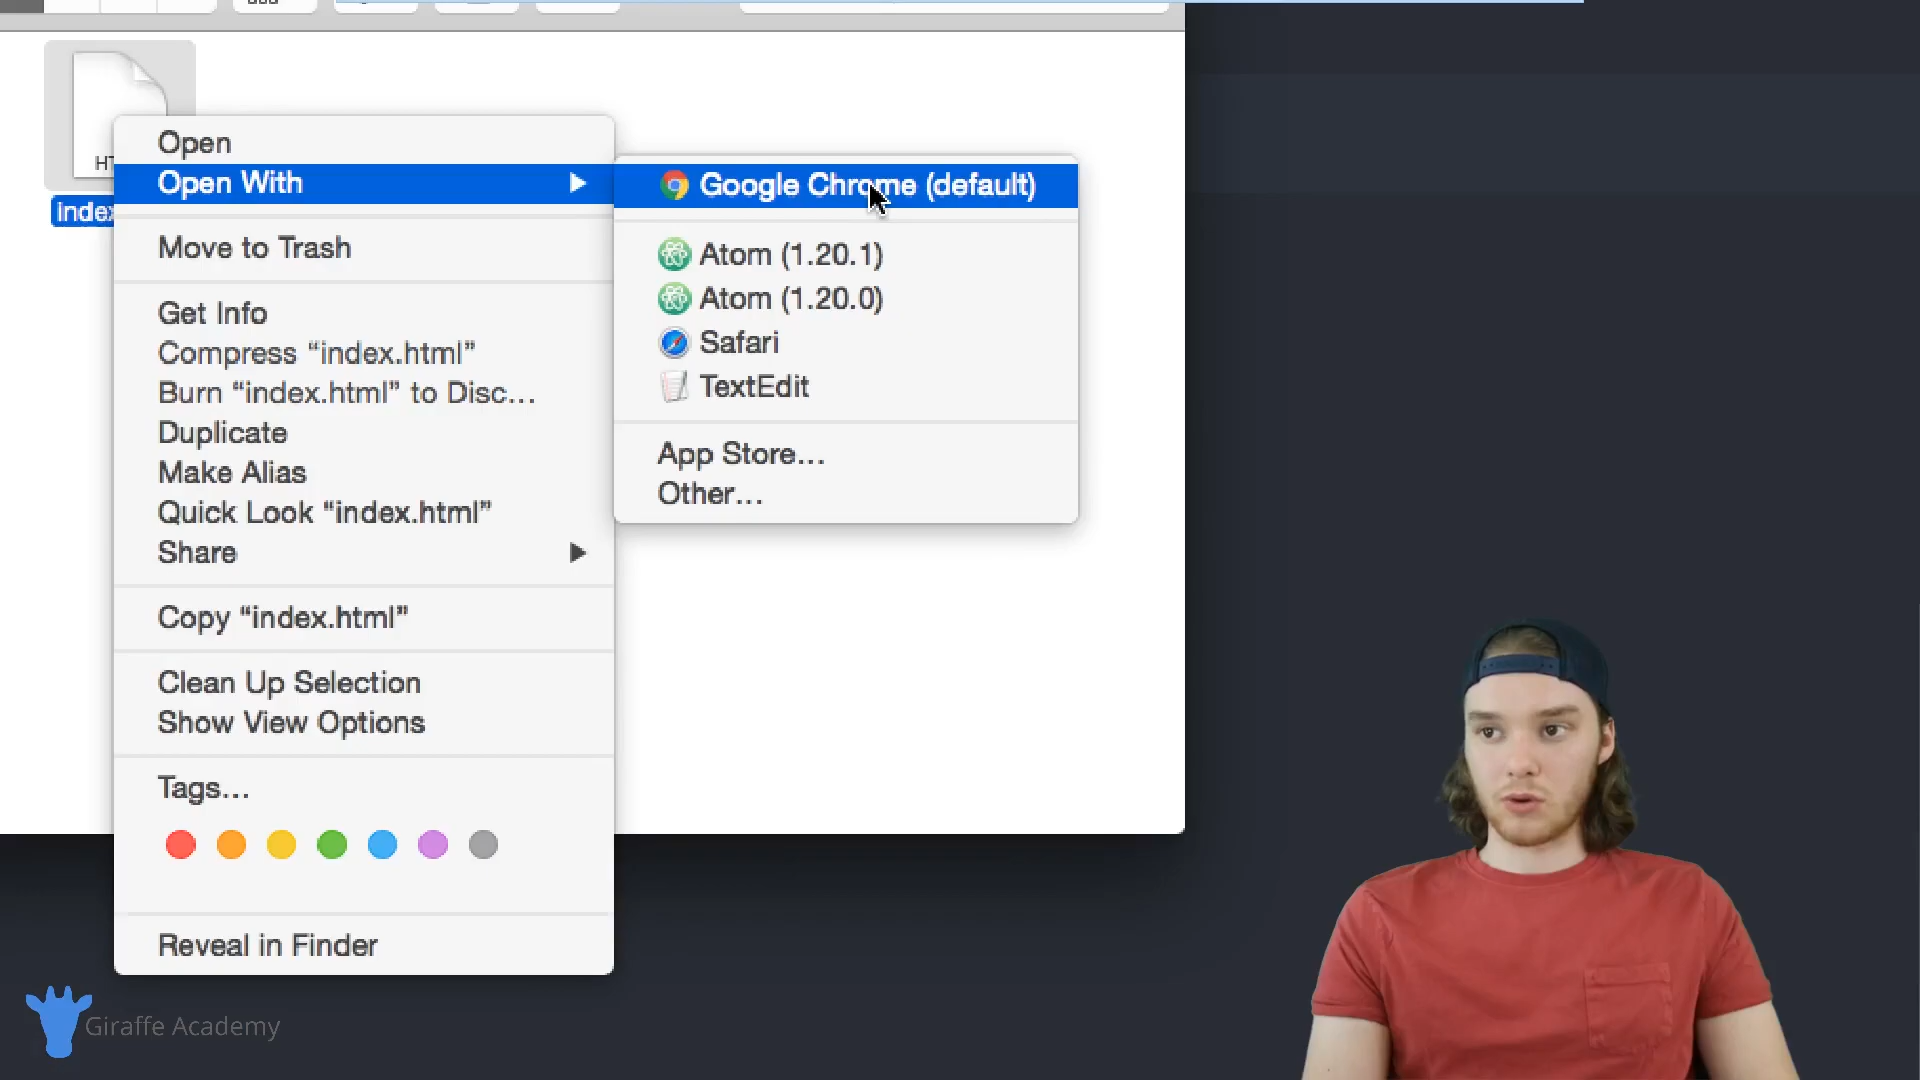 HT
index
Open
Open With
Move to Trash
Get Info
Compress “index.html”
Burn “index.html” to Disc...
Duplicate
Make Alias
Quick Look “index.html”
Share
Copy “index.html”
Clean Up Selection
Show View Options
Tags...
Reveal in Finder
Google Chrome (default)
Atom (1.20.1)
Atom (1.20.0)
Safari
TextEdit
App Store...
Other...
Giraffe Academy